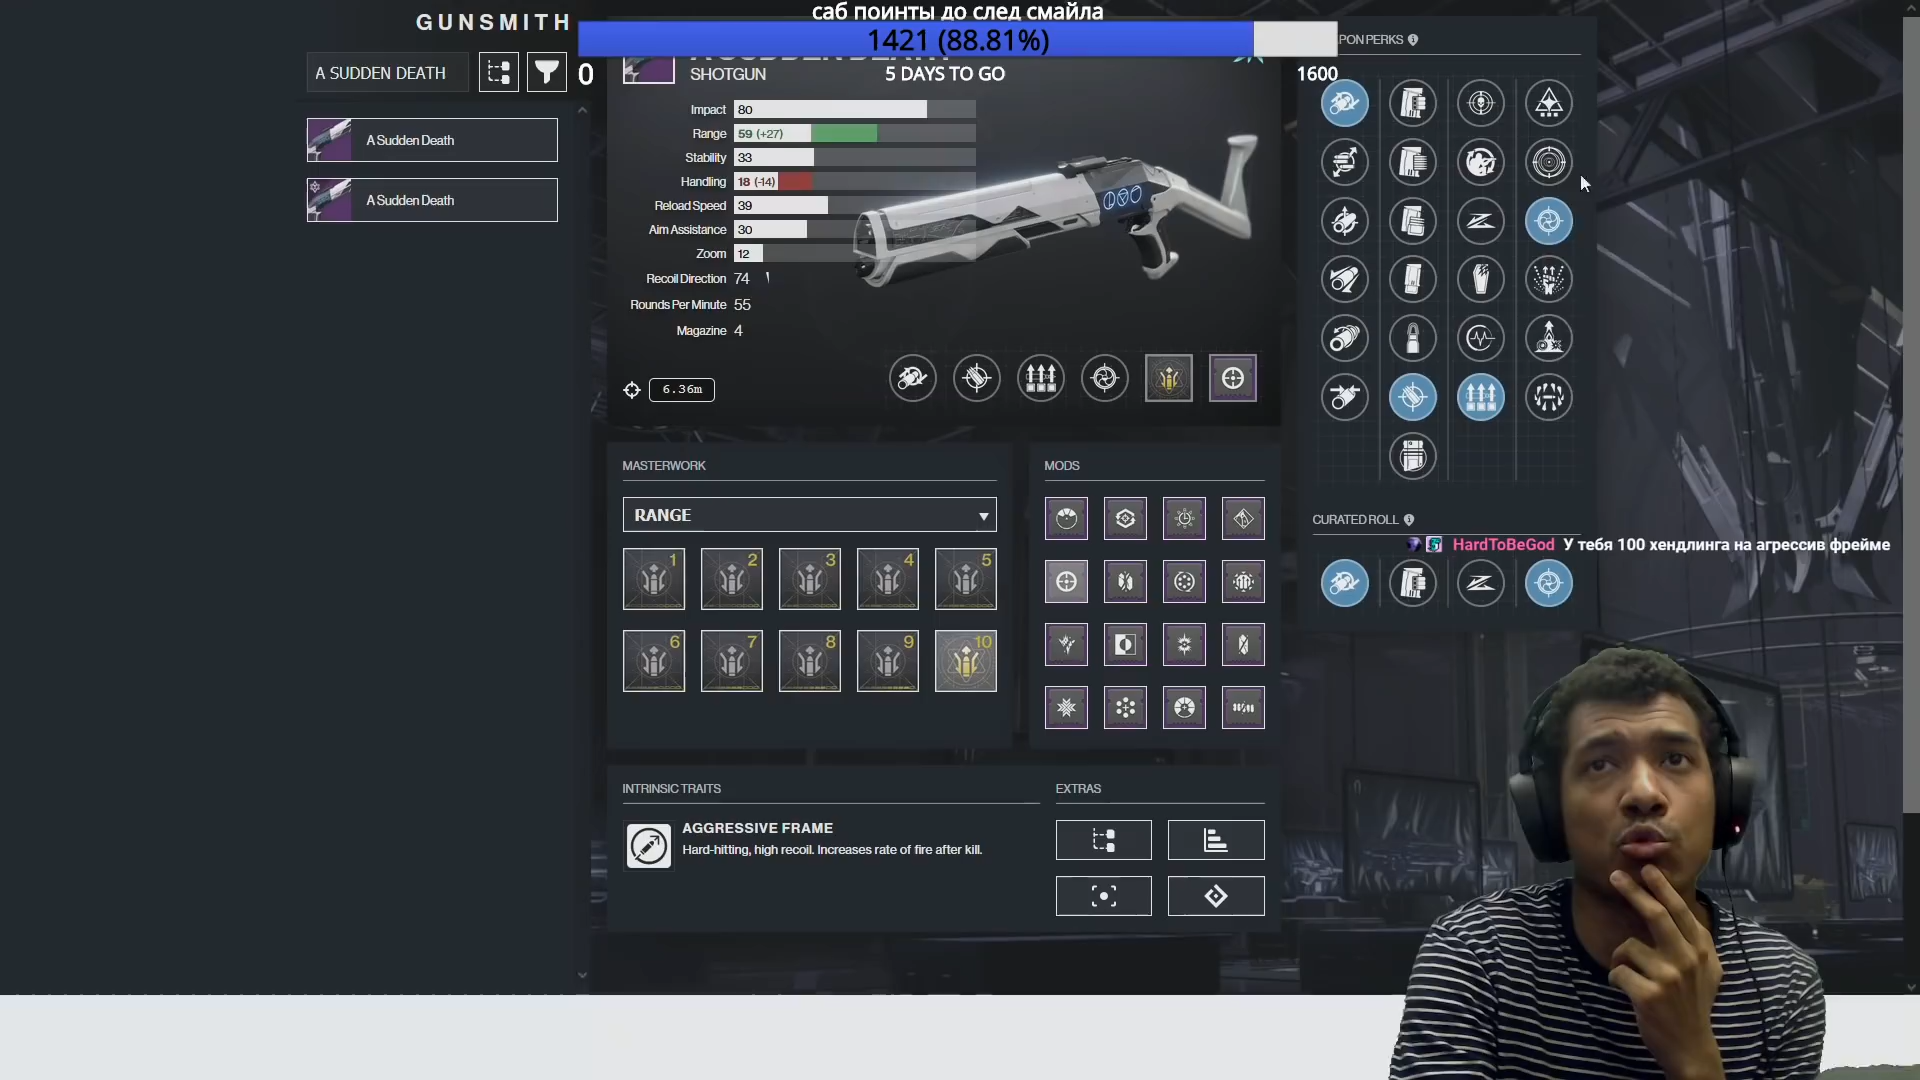 GUNSMITH
саб поинты до след смайла
1421 (88.81%)
0
5 DAYS TO GO
1600
A SUDDEN DEATH
A Sudden Death
A Sudden Death
SHOTGUN
Impact 80
Range 59 (+27)
Stability 33
Handling 18 (-14)
Reload Speed 39
Aim Assistance 30
Zoom 12
Recoil Direction 74
Rounds Per Minute 55
Magazine 4
6.36m
PON PERKS
MASTERWORK
RANGE
1 2 3 4 5
6 7 8 9 10
MODS
CURATED ROLL
HardToBeGod У тебя 100 хендлинга на агрессив фрейме
INTRINSIC TRAITS
AGGRESSIVE FRAME
Hard-hitting, high recoil. Increases rate of fire after kill.
EXTRAS